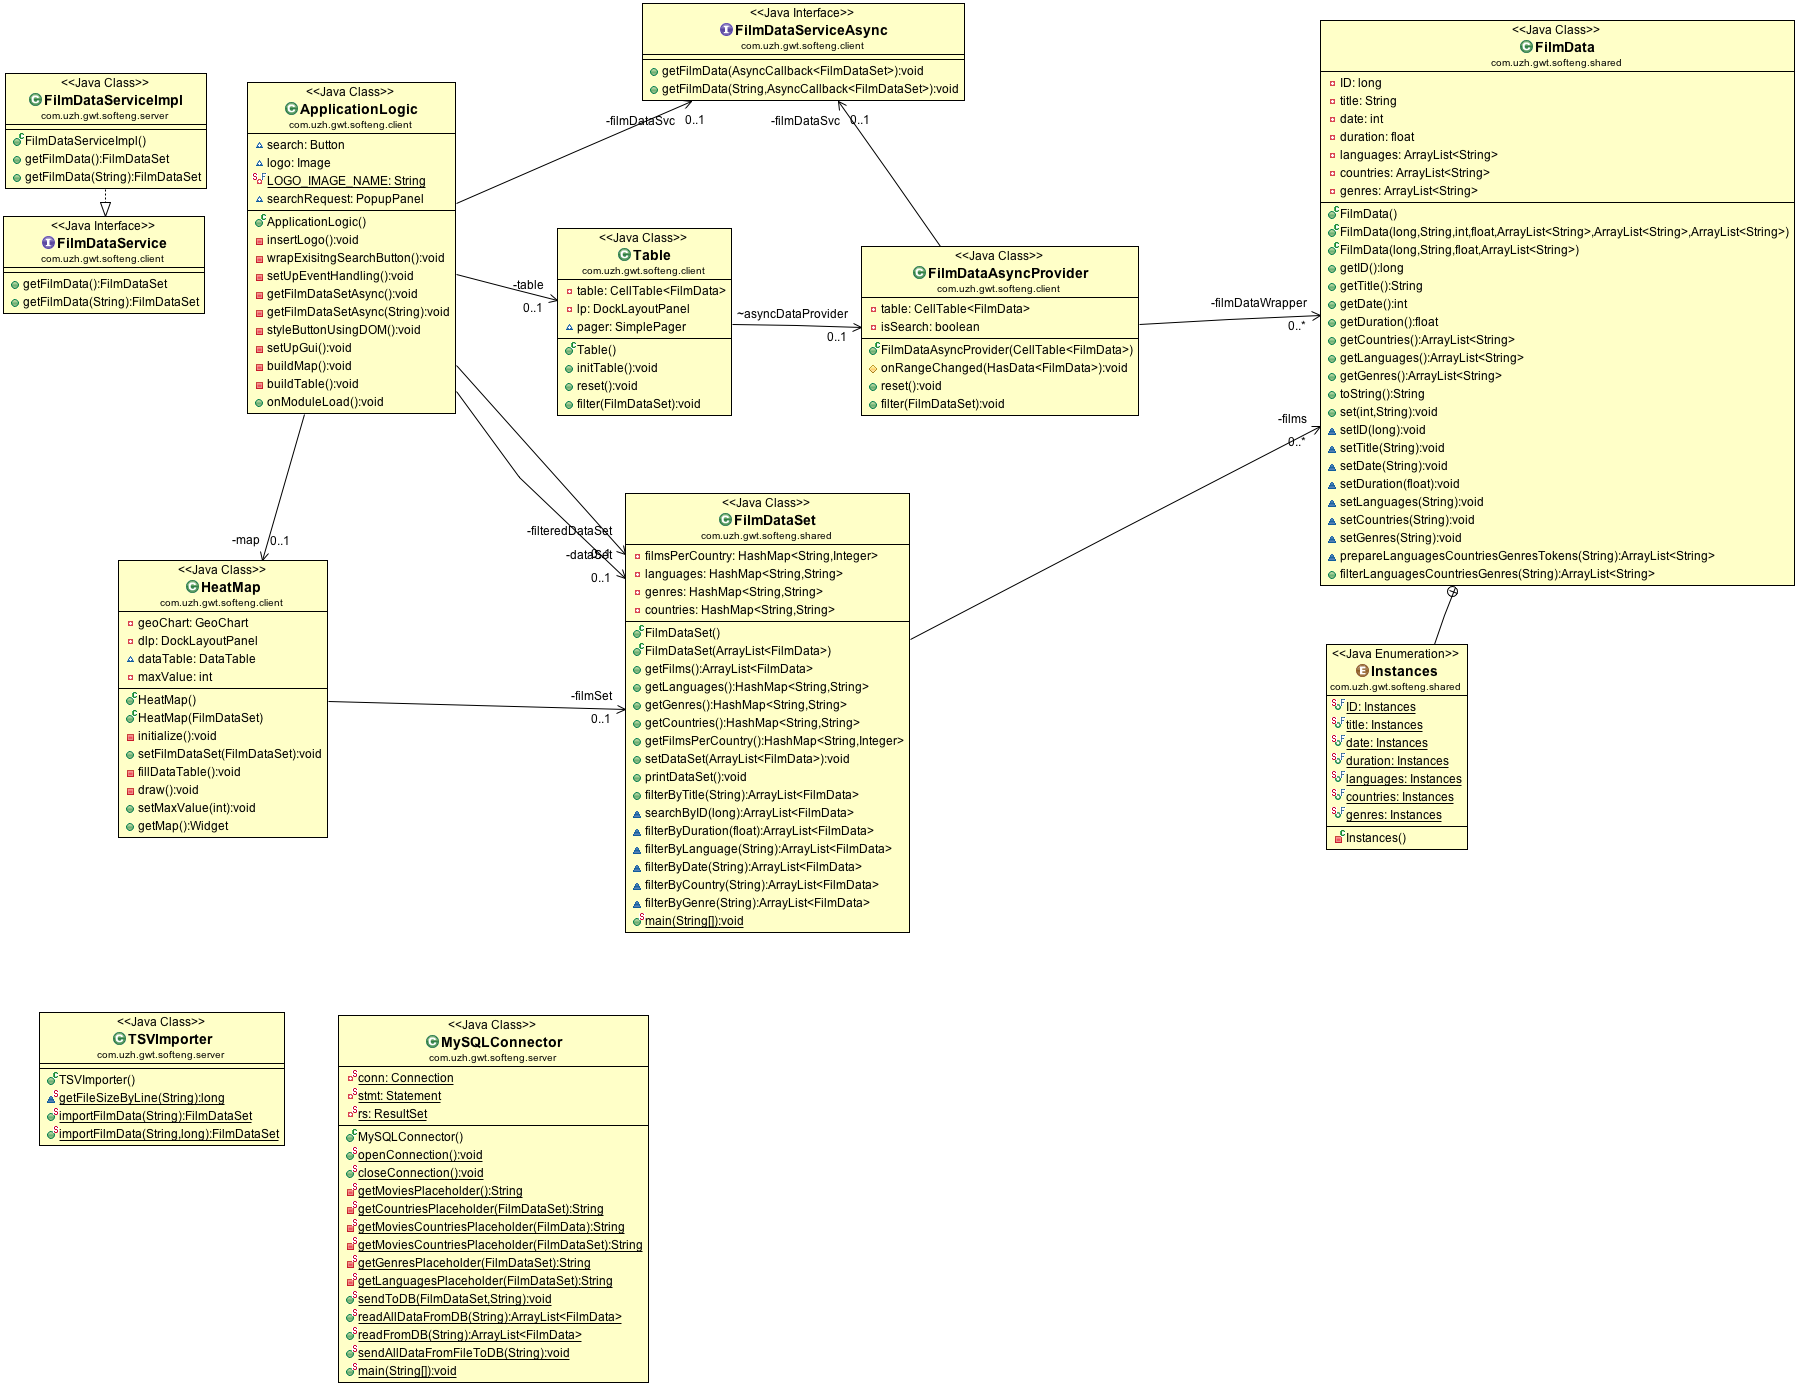 <<Java Class>>
FilmDataServiceImpl
com.uzh.gwt.softeng.server
FilmDataServiceImpl()
getFilmData():FilmDataSet
getFilmData(String):FilmDataSet
<<Java Interface>>
FilmDataService
com.uzh.gwt.softeng.client
getFilmData():FilmDataSet
getFilmData(String):FilmDataSet
<<Java Class>>
ApplicationLogic
com.uzh.gwt.softeng.client
search: Button
logo: Image
LOGO_IMAGE_NAME: String
searchRequest: PopupPanel
ApplicationLogic()
insertLogo():void
wrapExisitngSearchButton():void
setUpEventHandling():void
getFilmDataSetAsync():void
getFilmDataSetAsync(String):void
styleButtonUsingDOM():void
setUpGui():void
buildMap():void
buildTable():void
onModuleLoad():void
<<Java Interface>>
FilmDataServiceAsync
com.uzh.gwt.softeng.client
getFilmData(AsyncCallback<FilmDataSet>):void
getFilmData(String,AsyncCallback<FilmDataSet>):void
-filmDataSvc
0..1
-filmDataSvc
0..1
<<Java Class>>
Table
com.uzh.gwt.softeng.client
table: CellTable<FilmData>
lp: DockLayoutPanel
pager: SimplePager
Table()
initTable():void
reset():void
filter(FilmDataSet):void
-table
0..1
~asyncDataProvider
0..1
<<Java Class>>
FilmDataAsyncProvider
com.uzh.gwt.softeng.client
table: CellTable<FilmData>
isSearch: boolean
FilmDataAsyncProvider(CellTable<FilmData>)
onRangeChanged(HasData<FilmData>):void
reset():void
filter(FilmDataSet):void
-filmDataWrapper
0..*
-films
0..*
<<Java Class>>
FilmData
com.uzh.gwt.softeng.shared
ID: long
title: String
date: int
duration: float
languages: ArrayList<String>
countries: ArrayList<String>
genres: ArrayList<String>
FilmData()
FilmData(long,String,int,float,ArrayList<String>,ArrayList<String>,ArrayList<String>)
FilmData(long,String,float,ArrayList<String>)
getID():long
getTitle():String
getDate():int
getDuration():float
getCountries():ArrayList<String>
getLanguages():ArrayList<String>
getGenres():ArrayList<String>
toString():String
set(int,String):void
setID(long):void
setTitle(String):void
setDate(String):void
setDuration(float):void
setLanguages(String):void
setCountries(String):void
setGenres(String):void
prepareLanguagesCountriesGenresTokens(String):ArrayList<String>
filterLanguagesCountriesGenres(String):ArrayList<String>
<<Java Enumeration>>
Instances
com.uzh.gwt.softeng.shared
ID: Instances
title: Instances
date: Instances
duration: Instances
languages: Instances
countries: Instances
genres: Instances
Instances()
-map
0..1
<<Java Class>>
HeatMap
com.uzh.gwt.softeng.client
geoChart: GeoChart
dlp: DockLayoutPanel
dataTable: DataTable
maxValue: int
HeatMap()
HeatMap(FilmDataSet)
initialize():void
setFilmDataSet(FilmDataSet):void
fillDataTable():void
draw():void
setMaxValue(int):void
getMap():Widget
-filteredDataSet
-dataSet
0..1
-filmSet
0..1
<<Java Class>>
FilmDataSet
com.uzh.gwt.softeng.shared
filmsPerCountry: HashMap<String,Integer>
languages: HashMap<String,String>
genres: HashMap<String,String>
countries: HashMap<String,String>
FilmDataSet()
FilmDataSet(ArrayList<FilmData>)
getFilms():ArrayList<FilmData>
getLanguages():HashMap<String,String>
getGenres():HashMap<String,String>
getCountries():HashMap<String,String>
getFilmsPerCountry():HashMap<String,Integer>
setDataSet(ArrayList<FilmData>):void
printDataSet():void
filterByTitle(String):ArrayList<FilmData>
searchByID(long):ArrayList<FilmData>
filterByDuration(float):ArrayList<FilmData>
filterByLanguage(String):ArrayList<FilmData>
filterByDate(String):ArrayList<FilmData>
filterByCountry(String):ArrayList<FilmData>
filterByGenre(String):ArrayList<FilmData>
main(String[]):void
<<Java Class>>
TSVImporter
com.uzh.gwt.softeng.server
TSVImporter()
getFileSizeByLine(String):long
importFilmData(String):FilmDataSet
importFilmData(String,long):FilmDataSet
<<Java Class>>
MySQLConnector
com.uzh.gwt.softeng.server
conn: Connection
stmt: Statement
rs: ResultSet
MySQLConnector()
openConnection():void
closeConnection():void
getMoviesPlaceholder():String
getCountriesPlaceholder(FilmDataSet):String
getMoviesCountriesPlaceholder(FilmData):String
getMoviesCountriesPlaceholder(FilmDataSet):String
getGenresPlaceholder(FilmDataSet):String
getLanguagesPlaceholder(FilmDataSet):String
sendToDB(FilmDataSet,String):void
readAllDataFromDB(String):ArrayList<FilmData>
readFromDB(String):ArrayList<FilmData>
sendAllDataFromFileToDB(String):void
main(String[]):void